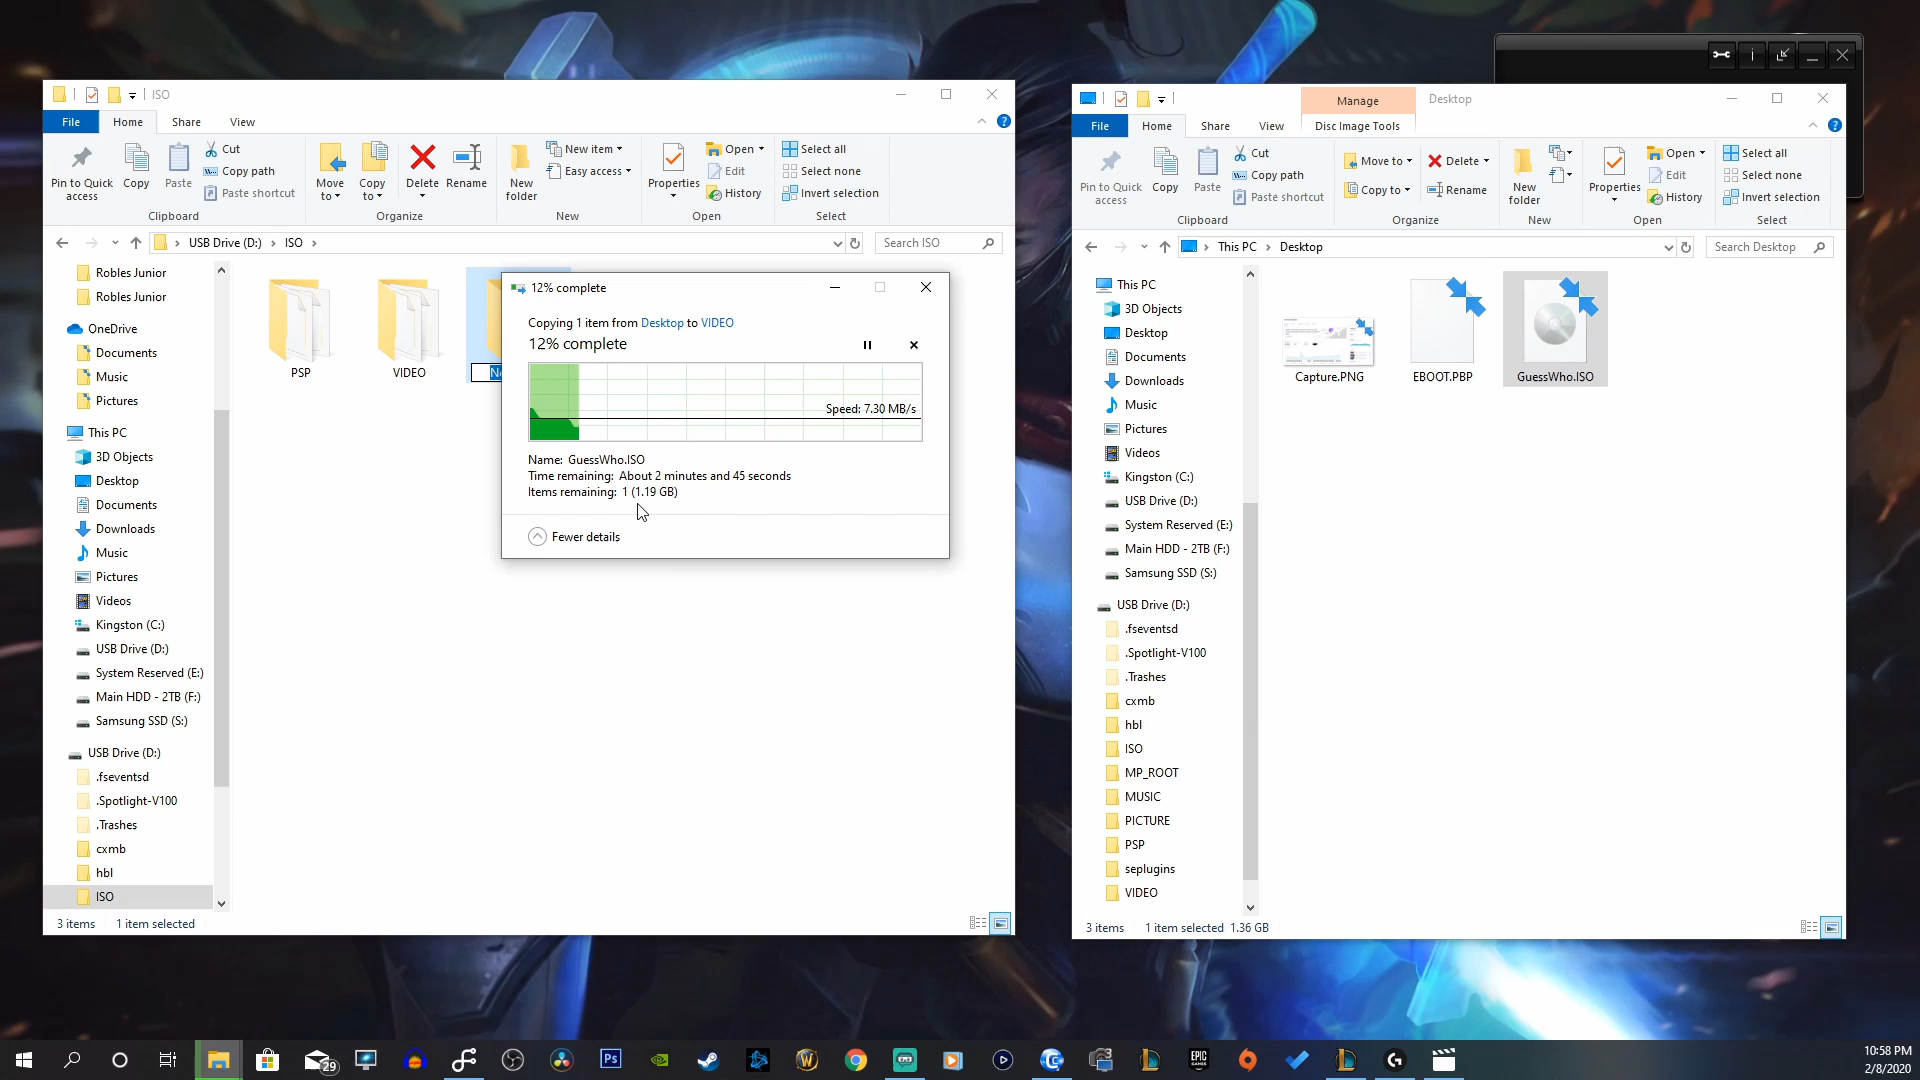 ISO
File
Home
Share
View
Pin to Quick access
Copy
Paste
Cut
Copy path
Paste shortcut
Clipboard
Move to
Copy to
Delete
Rename
Organize
New folder
New item
Easy access
New
Properties
Open
Edit
History
Open
Select all
Select none
Invert selection
Select
USB Drive (D:)
ISO
Search ISO
Robles Junior
Robles Junior
OneDrive
Documents
Music
Pictures
This PC
3D Objects
Desktop
Documents
Downloads
Music
Pictures
Videos
Kingston (C:)
USB Drive (D:)
System Reserved (E:)
Main HDD - 2TB (F:)
Samsung SSD (S:)
USB Drive (D:)
.fseventsd
.Spotlight-V100
.Trashes
cxmb
hbl
ISO
PSP
VIDEO
3 items
1 item selected
12% complete
Copying 1 item from Desktop to VIDEO
12% complete
Speed: 7.30 MB/s
Name: GuessWho.ISO
Time remaining: About 2 minutes and 45 seconds
Items remaining: 1 (1.19 GB)
Fewer details
Manage
Desktop
File
Home
Share
View
Disc Image Tools
Pin to Quick access
Copy
Paste
Cut
Copy path
Paste shortcut
Clipboard
Move to
Copy to
Delete
Rename
Organize
New folder
New
Properties
Open
Edit
History
Open
Select all
Select none
Invert selection
Select
This PC
Desktop
Search Desktop
This PC
3D Objects
Desktop
Documents
Downloads
Music
Pictures
Videos
Kingston (C:)
USB Drive (D:)
System Reserved (E:)
Main HDD - 2TB (F:)
Samsung SSD (S:)
USB Drive (D:)
.fseventsd
.Spotlight-V100
.Trashes
cxmb
hbl
ISO
MP_ROOT
MUSIC
PICTURE
PSP
seplugins
VIDEO
Capture.PNG
EBOOT.PBP
GuessWho.ISO
3 items
1 item selected 1.36 GB
29
Ps
EPIC GAMES
10:58 PM
2/8/2020